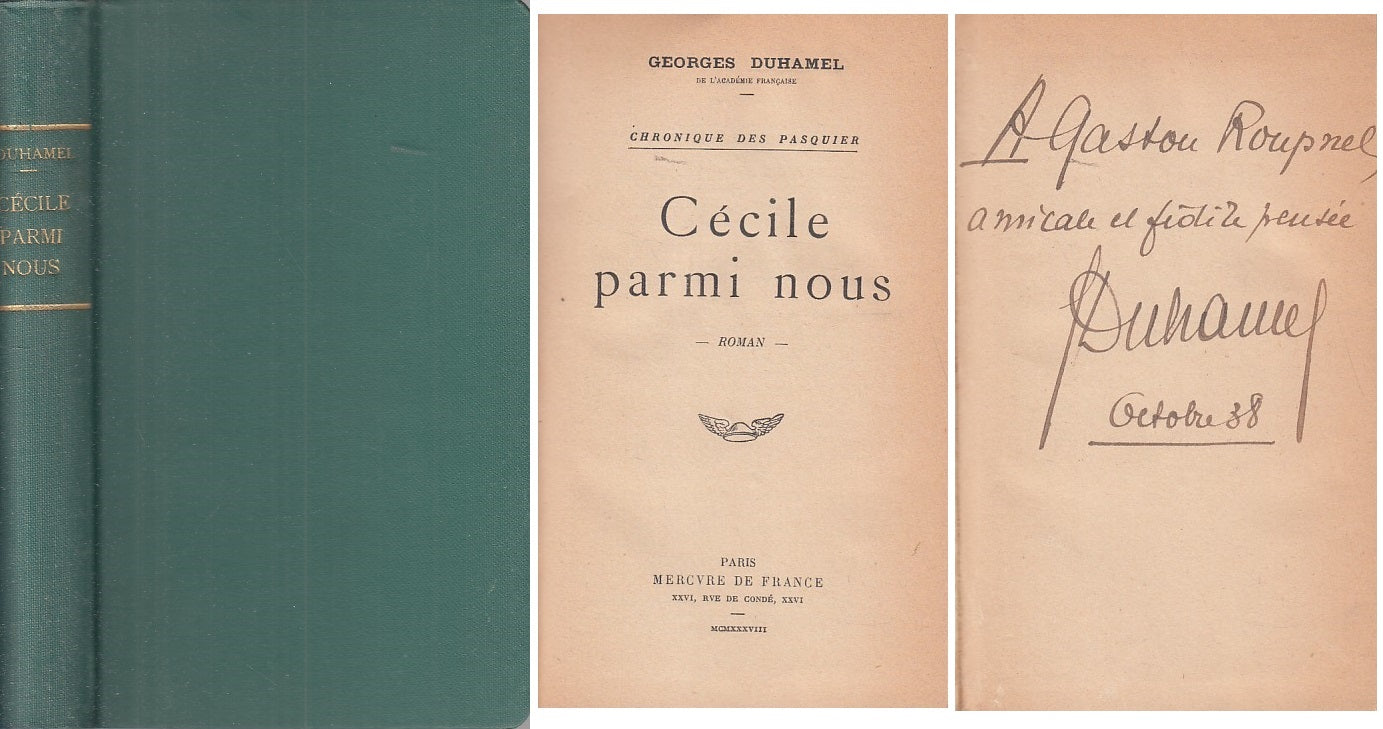 DUHAMEL
CÉCILE
PARMI
NOUS
GEORGES DUHAMEL
DE L'ACADÉMIE FRANÇAISE
CHRONIQUE DES PASQUIER
Cécile
parmi nous
— ROMAN —
PARIS
MERCVRE DE FRANCE
XXVI, RVE DE CONDÉ, XXVI
MCMXXXVIII
A Gaston Roupnel,
amicale et fidèle pensée
GDuhamel
Octobre 38